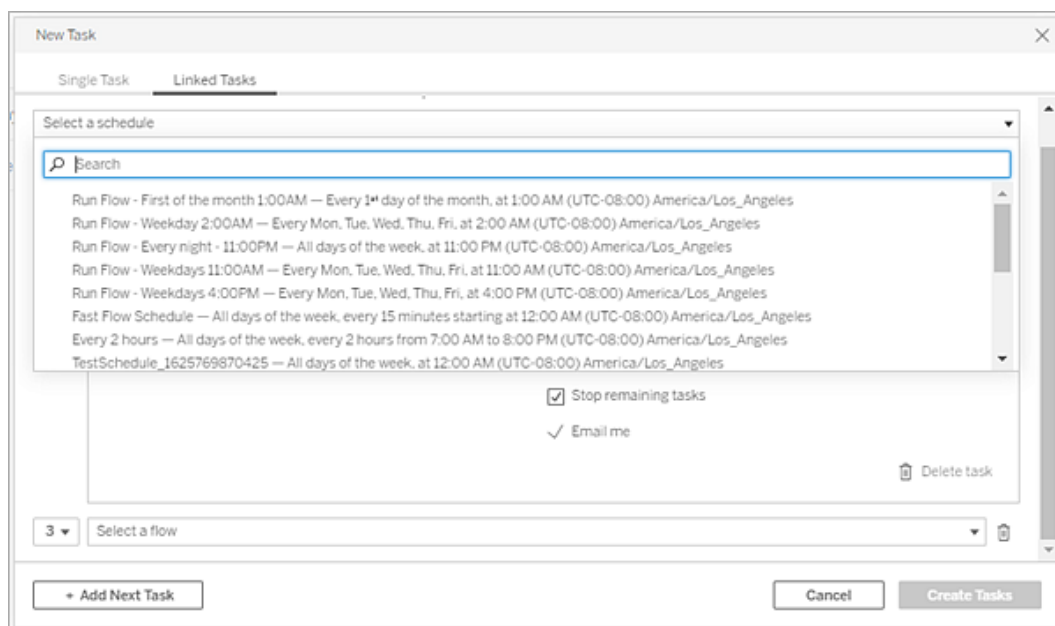 New Task
Single Task
Linked Tasks
Select a schedule
Search
Run Flow - First of the month 1:00AM — Every 1st day of the month, at 1:00 AM (UTC-08:00) America/Los_Angeles
Run Flow - Weekday 2:00AM — Every Mon, Tue, Wed, Thu, Fri, at 2:00 AM (UTC-08:00) America/Los_Angeles
Run Flow - Every night - 11:00PM — All days of the week, at 11:00 PM (UTC-08:00) America/Los_Angeles
Run Flow - Weekdays 11:00AM — Every Mon, Tue, Wed, Thu, Fri, at 11:00 AM (UTC-08:00) America/Los_Angeles
Run Flow - Weekdays 4:00PM — Every Mon, Tue, Wed, Thu, Fri, at 4:00 PM (UTC-08:00) America/Los_Angeles
Fast Flow Schedule — All days of the week, every 15 minutes starting at 12:00 AM (UTC-08:00) America/Los_Angeles
Every 2 hours — All days of the week, every 2 hours from 7:00 AM to 8:00 PM (UTC-08:00) America/Los_Angeles
TestSchedule_1625769870425 — All days of the week, at 12:00 AM (UTC-08:00) America/Los_Angeles
Stop remaining tasks
Email me
Delete task
3
Select a flow
+ Add Next Task
Cancel
Create Tasks